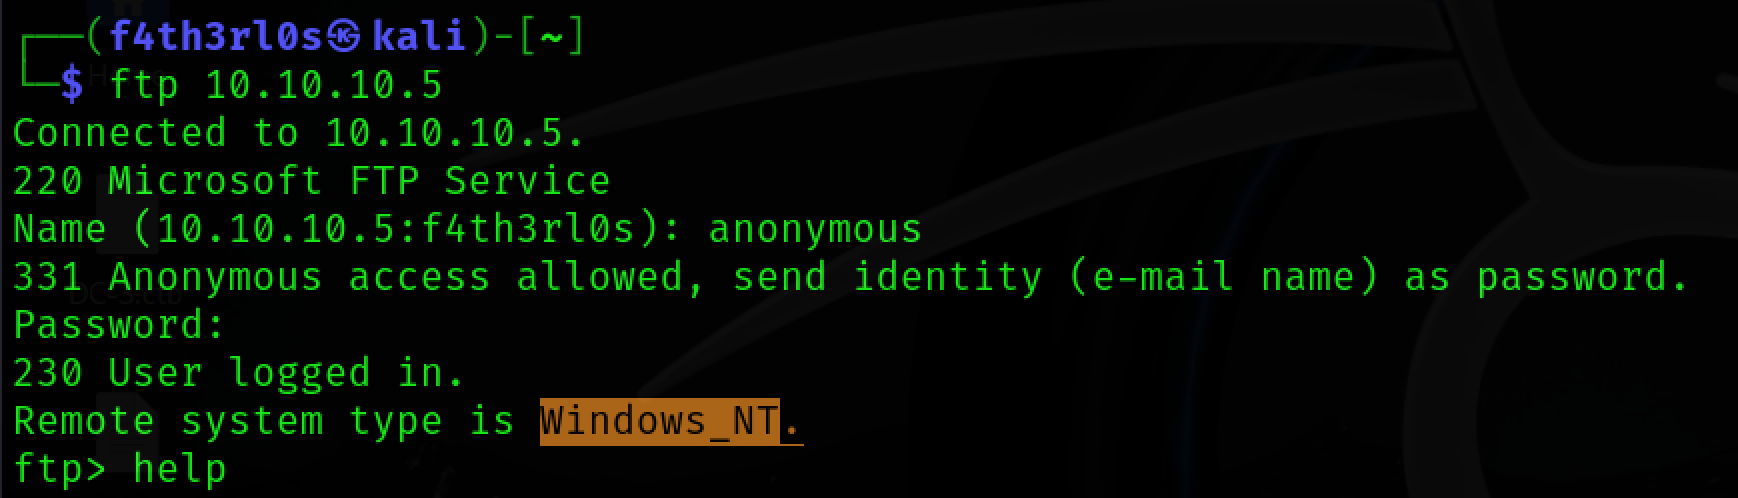 ┌──(f4th3rl0s㉿kali)-[~]
└─$ ftp 10.10.10.5
Connected to 10.10.10.5.
220 Microsoft FTP Service
Name (10.10.10.5:f4th3rl0s): anonymous
331 Anonymous access allowed, send identity (e-mail name) as password.
Password:
230 User logged in.
Remote system type is Windows_NT.
ftp> help